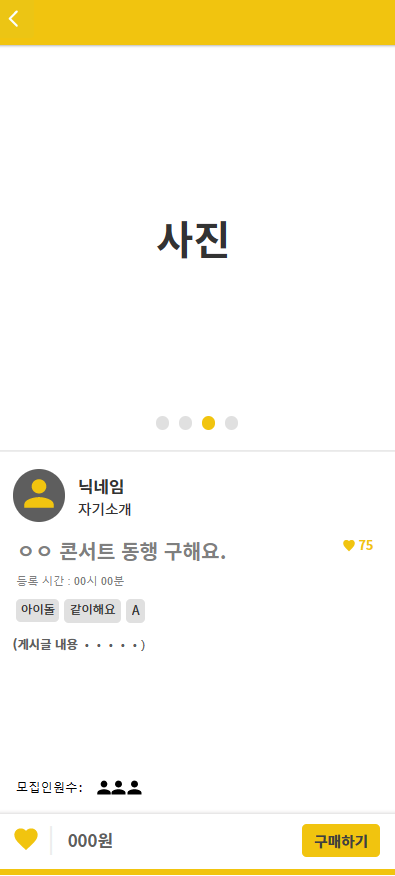 사진
닉네임
자기소개
ㅇㅇ 콘서트 동행 구해요.
75
등록 시간 : 00시 00분
아이돌 같이해요 A
(게시글 내용 · · · · · )
모집인원수:
000원
구매하기